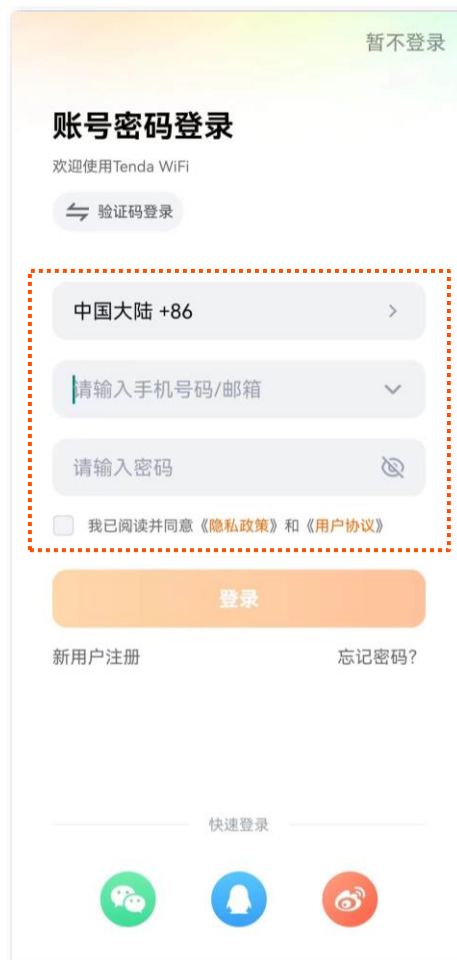 暂不登录
账号密码登录
欢迎使用Tenda WiFi
验证码登录
中国大陆 +86
请输入手机号码/邮箱
请输入密码
我已阅读并同意《隐私政策》和《用户协议》
登录
新用户注册 忘记密码?
快速登录